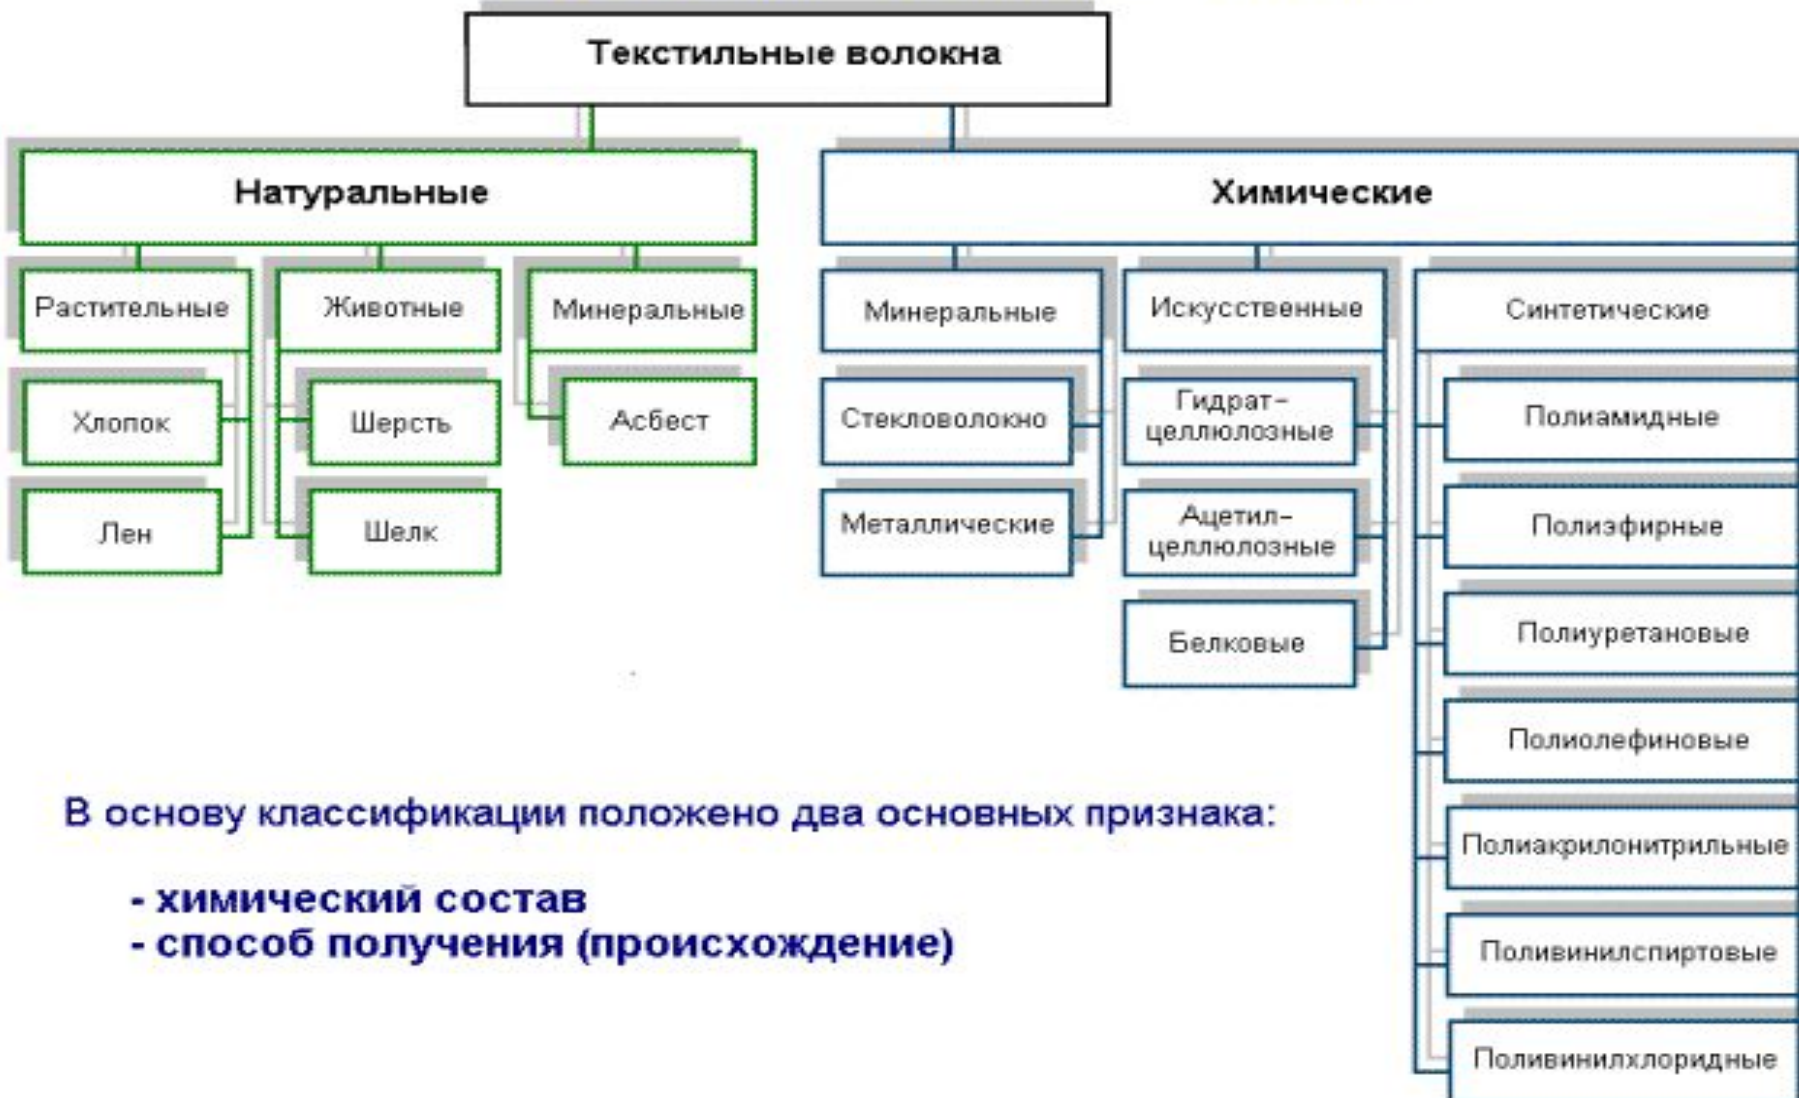 Текстильные волокна
Натуральные
Химические
Растительные
Животные
Минеральные
Минеральные
Искусственные
Синтетические
Хлопок
Шерсть
Асбест
Стекловолокно
Гидрат-
целлюлозные
Полиамидные
Лен
Шелк
Металлические
Ацетил-
целлюлозные
Полиэфирные
Белковые
Полиуретановые
Полиолефиновые
В основу классификации положено два основных признака:
Полиакрилонитрильные
- химический состав
- способ получения (происхождение)
Поливинилспиртовые
Поливинилхлоридные